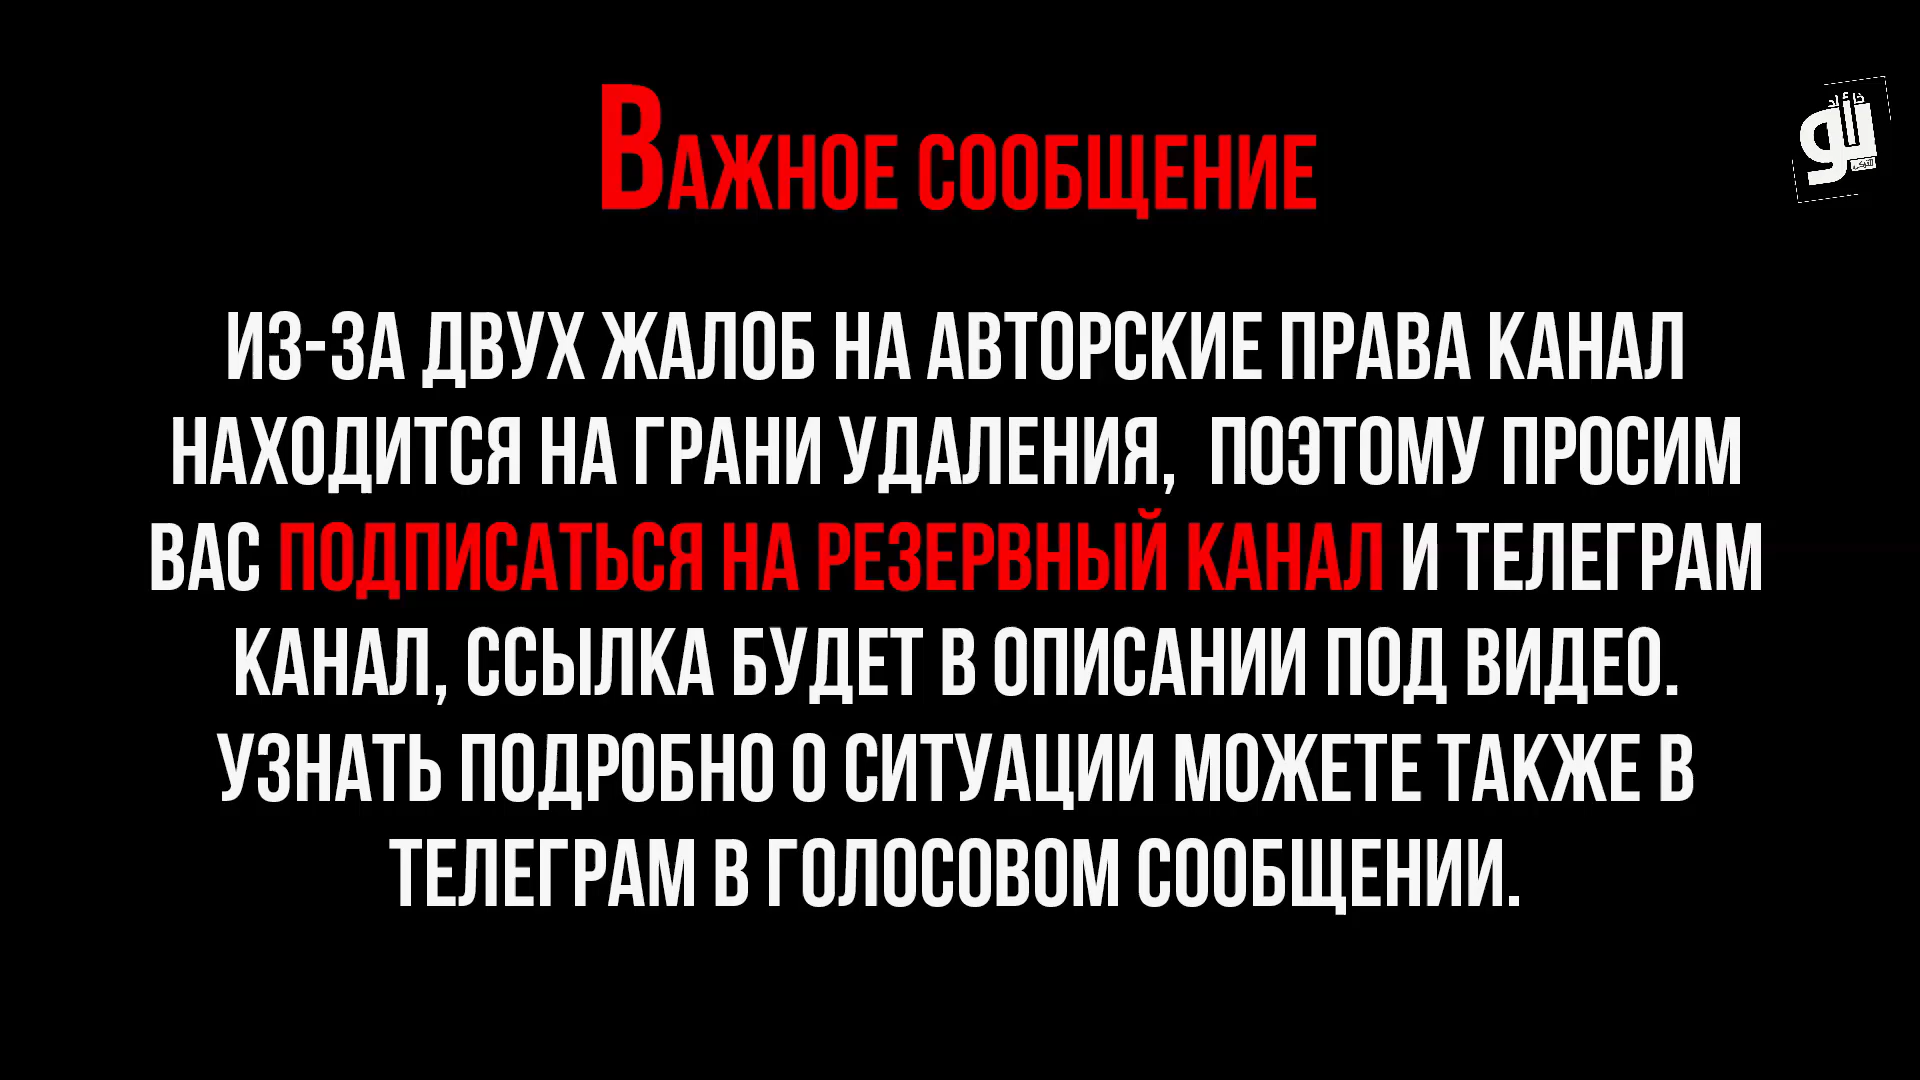 Важное сообщение
ИЗ-ЗА ДВУХ ЖАЛОБ НА АВТОРСКИЕ ПРАВА КАНАЛ
НАХОДИТСЯ НА ГРАНИ УДАЛЕНИЯ, ПОЭТОМУ ПРОСИМ
ВАС ПОДПИСАТЬСЯ НА РЕЗЕРВНЫЙ КАНАЛ И ТЕЛЕГРАМ
КАНАЛ, ССЫЛКА БУДЕТ В ОПИСАНИИ ПОД ВИДЕО.
УЗНАТЬ ПОДРОБНО О СИТУАЦИИ МОЖЕТЕ ТАКЖЕ В
ТЕЛЕГРАМ В ГОЛОСОВОМ СООБЩЕНИИ.